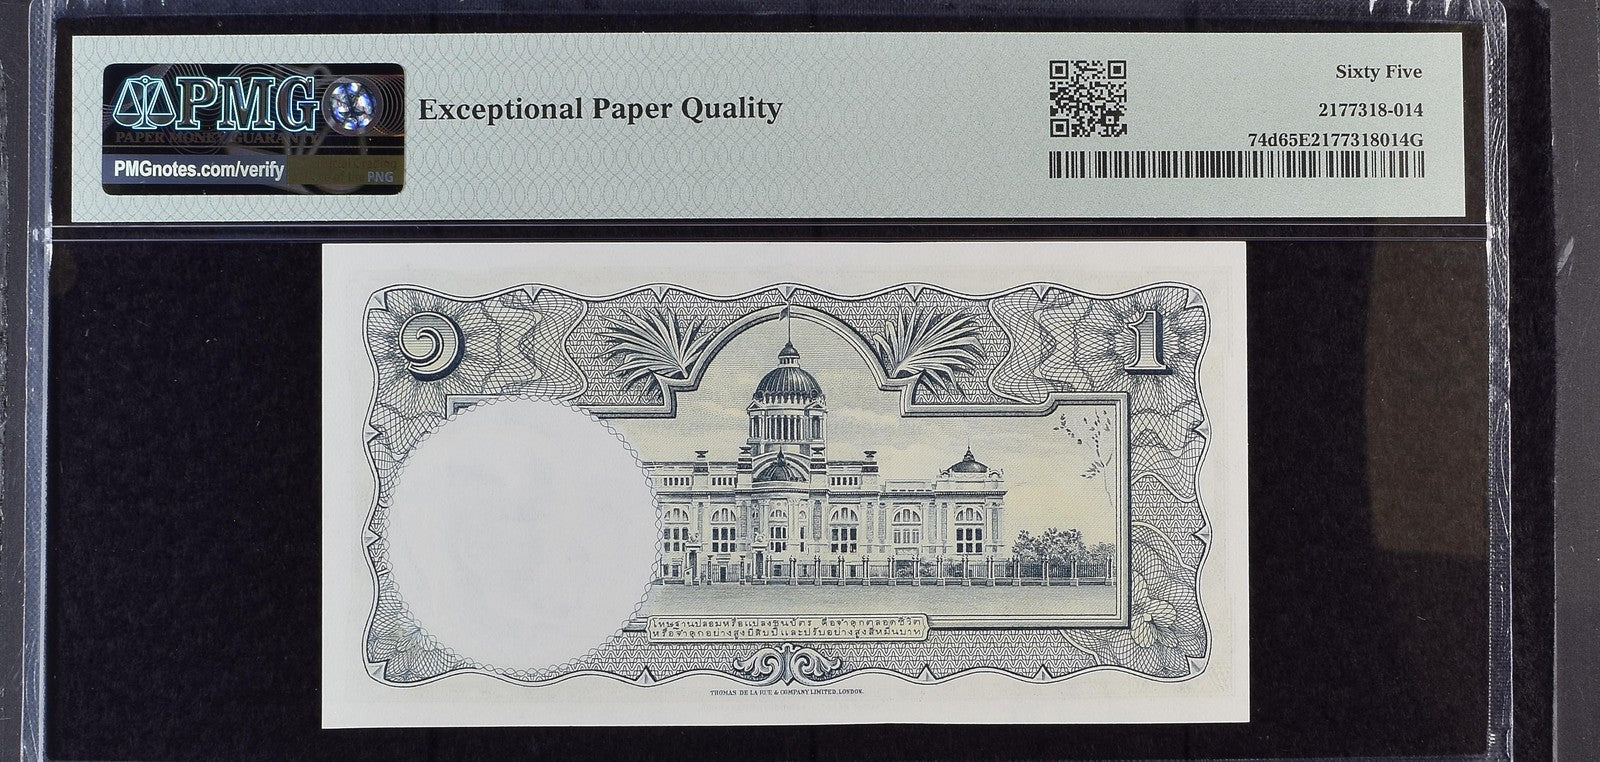 PMG
PAPER MONEY GUARANTY
PMGnotes.com/verify
PNG
Exceptional Paper Quality
Sixty Five
2177318-014
74d65E2177318014G
๑
1
โทษฐานปลอมหรือแปลงธนบัตร คือจำคุกตลอดชีวิต
หรือจำคุกอย่างสูงยี่สิบปีและปรับอย่างสูงสี่หมื่นบาท
THOMAS DE LA RUE & COMPANY LIMITED. LONDON.